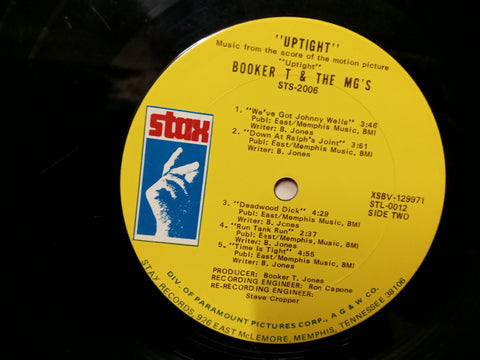 "UPTIGHT"
Music from the score of the motion picture
"Uptight"
BOOKER T & THE MG'S
STS-2006
1. "We've Got Johnny Wells" 3:46
Publ: East/Memphis Music, BMI
Writer: B. Jones
2. "Down At Ralph's Joint" 3:51
Publ: East/Memphis Music, BMI
Writer: B. Jones
stax
XSBV-129971
STL-0012
SIDE TWO
3. "Deadwood Dick" 4:29
Publ: East/Memphis Music, BMI
Writer: B. Jones
4. "Run Tank Run" 2:37
Publ: East/Memphis Music, BMI
Writer: B. Jones
5. "Time Is Tight" 4:55
Publ: East/Memphis Music, BMI
Writer: B. Jones
PRODUCER: Booker T. Jones
RECORDING ENGINEER: Ron Capone
RE-RECORDING ENGINEER:
Steve Cropper
DIV. OF PARAMOUNT PICTURES CORP., A G & W CO.
STAX RECORDS, 926 EAST McLEMORE, MEMPHIS, TENNESSEE 38106